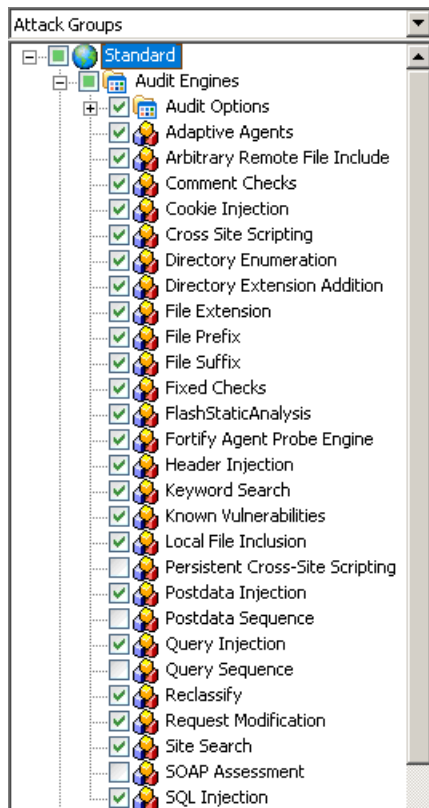 Attack Groups
Standard
Audit Engines
Audit Options
Adaptive Agents
Arbitrary Remote File Include
Comment Checks
Cookie Injection
Cross Site Scripting
Directory Enumeration
Directory Extension Addition
File Extension
File Prefix
File Suffix
Fixed Checks
FlashStaticAnalysis
Fortify Agent Probe Engine
Header Injection
Keyword Search
Known Vulnerabilities
Local File Inclusion
Persistent Cross-Site Scripting
Postdata Injection
Postdata Sequence
Query Injection
Query Sequence
Reclassify
Request Modification
Site Search
SOAP Assessment
SQL Injection